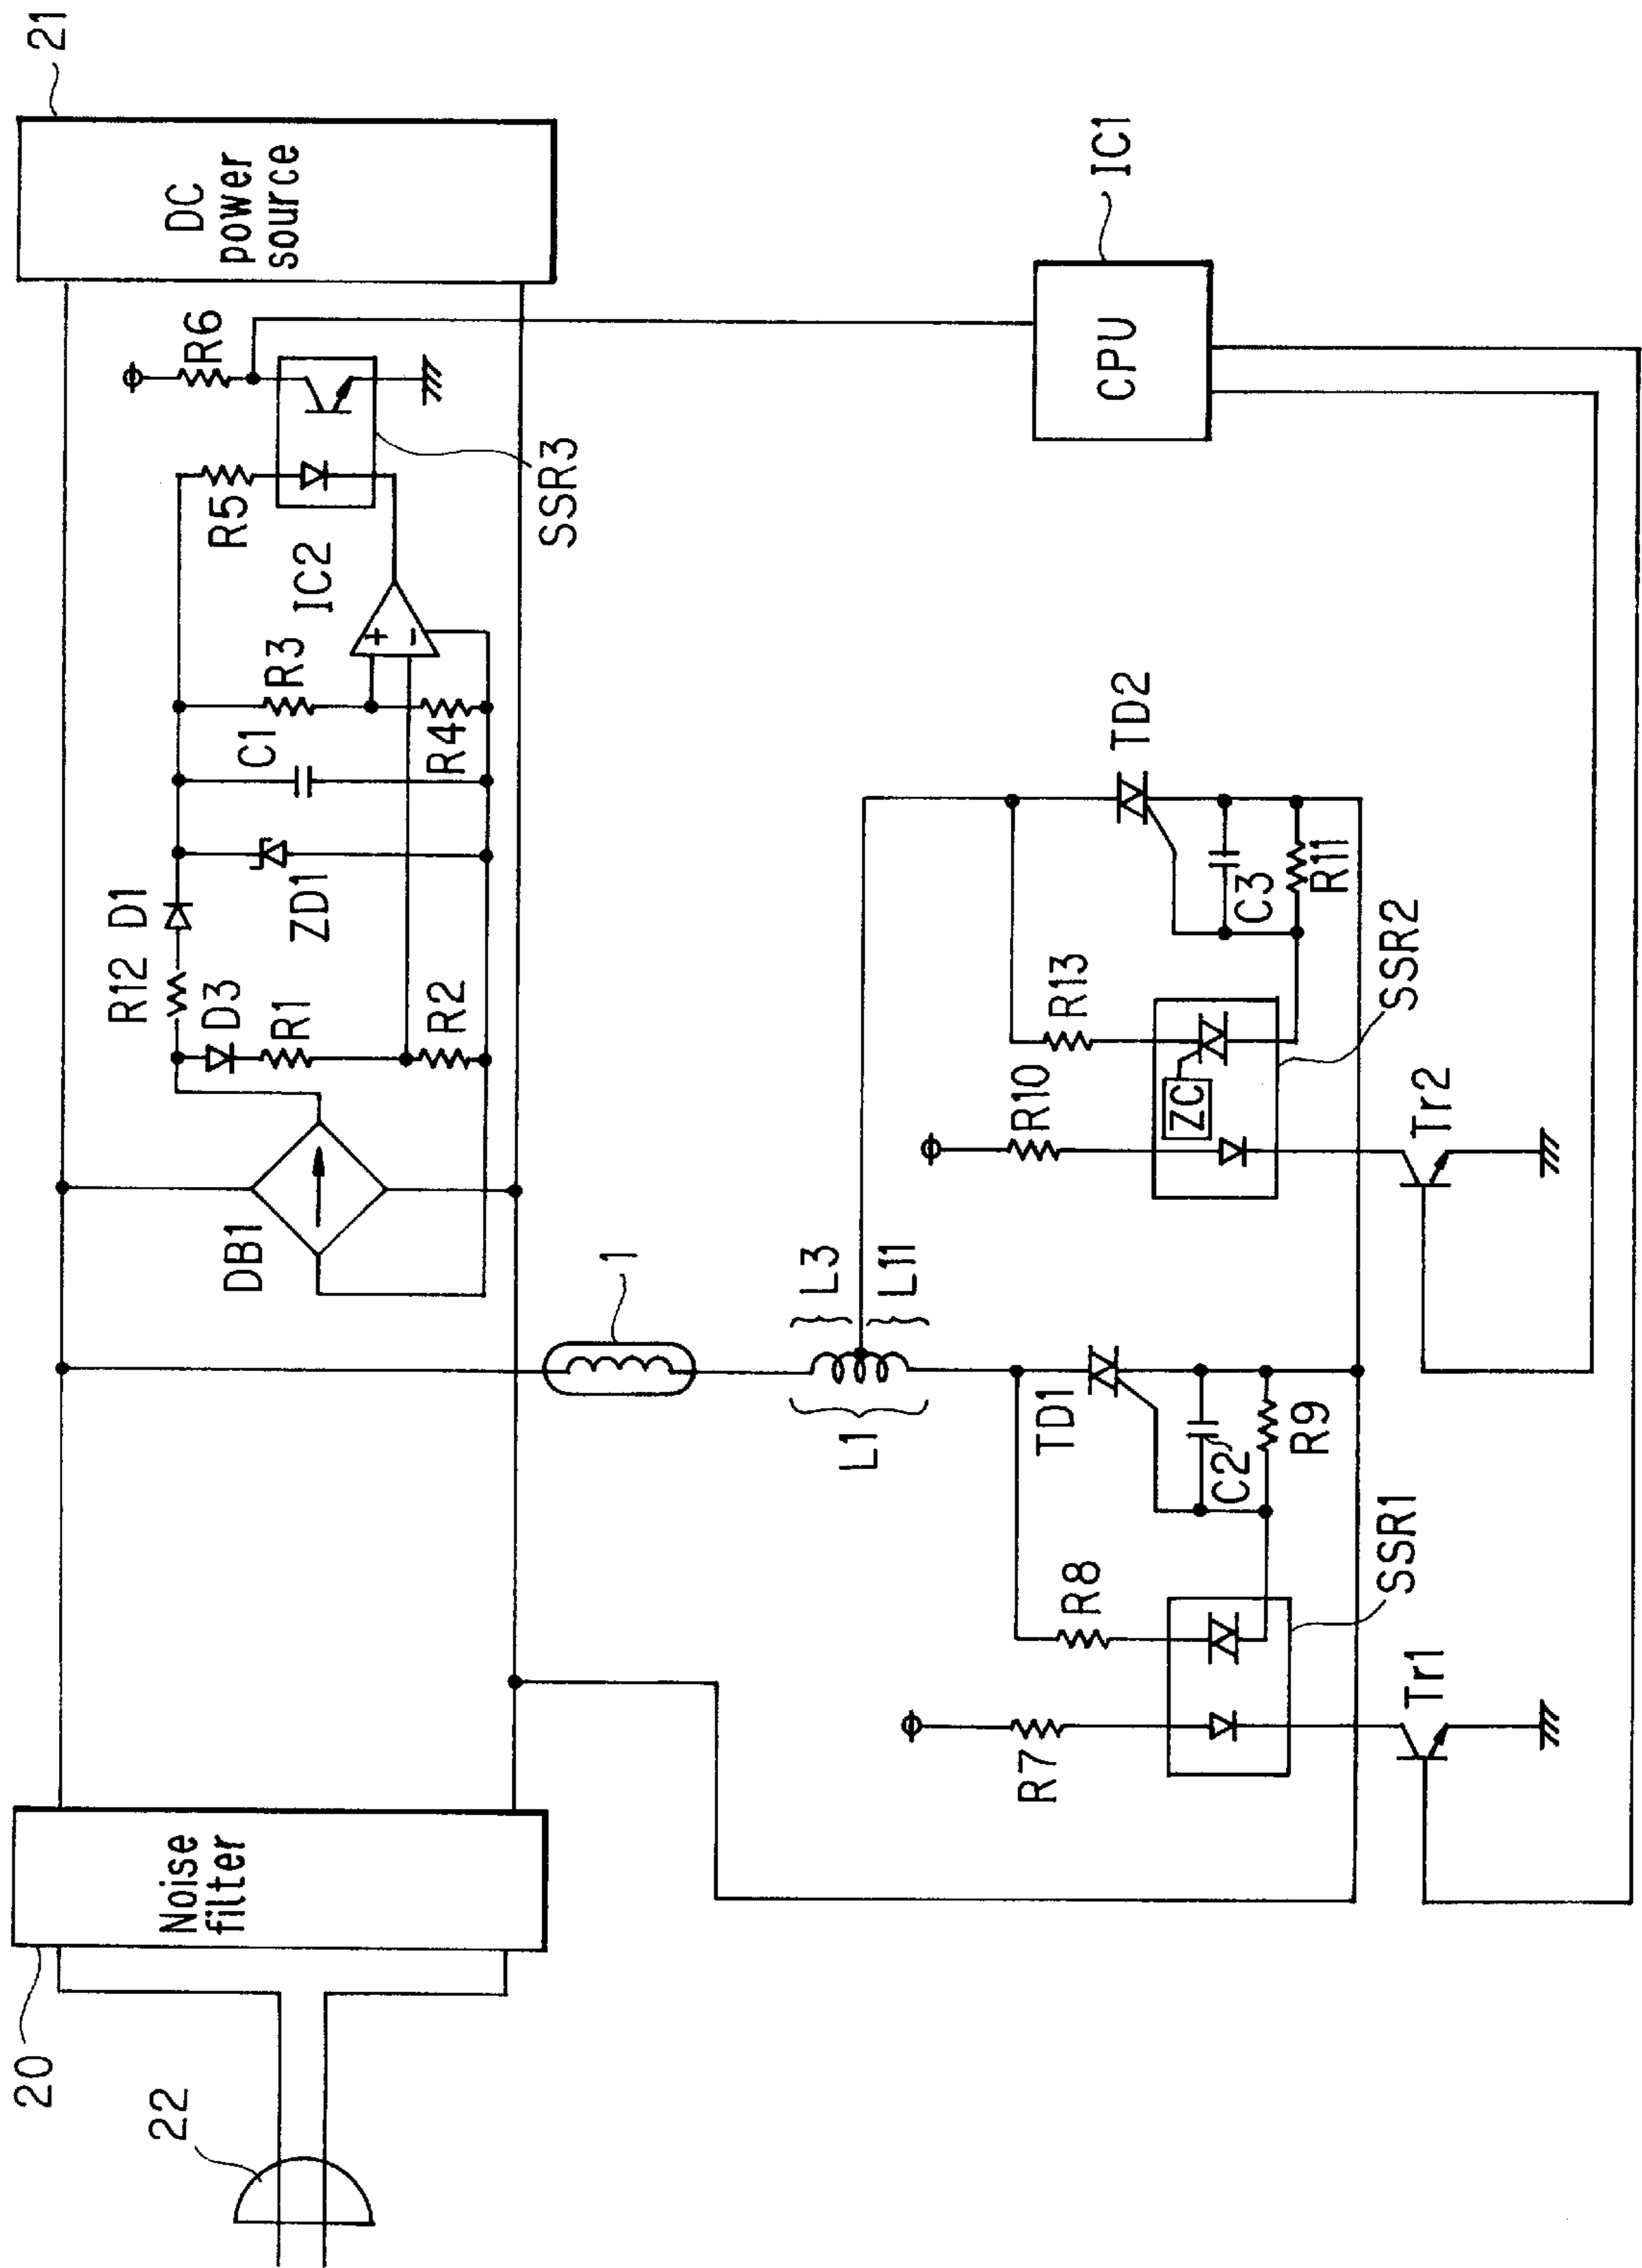 21
DC
power
source
R6
R5
SSR3
IC2
R3
C1
R4
D1
ZD1
R12
D3
R1
R2
DB1
+
-
IC1
CPU
1
L3
L11
L1
TD2
C3
R11
SSR2
R13
R10
ZC
Tr2
TD1
C2
R9
R8
SSR1
R7
Tr1
Noise
filter
20
22